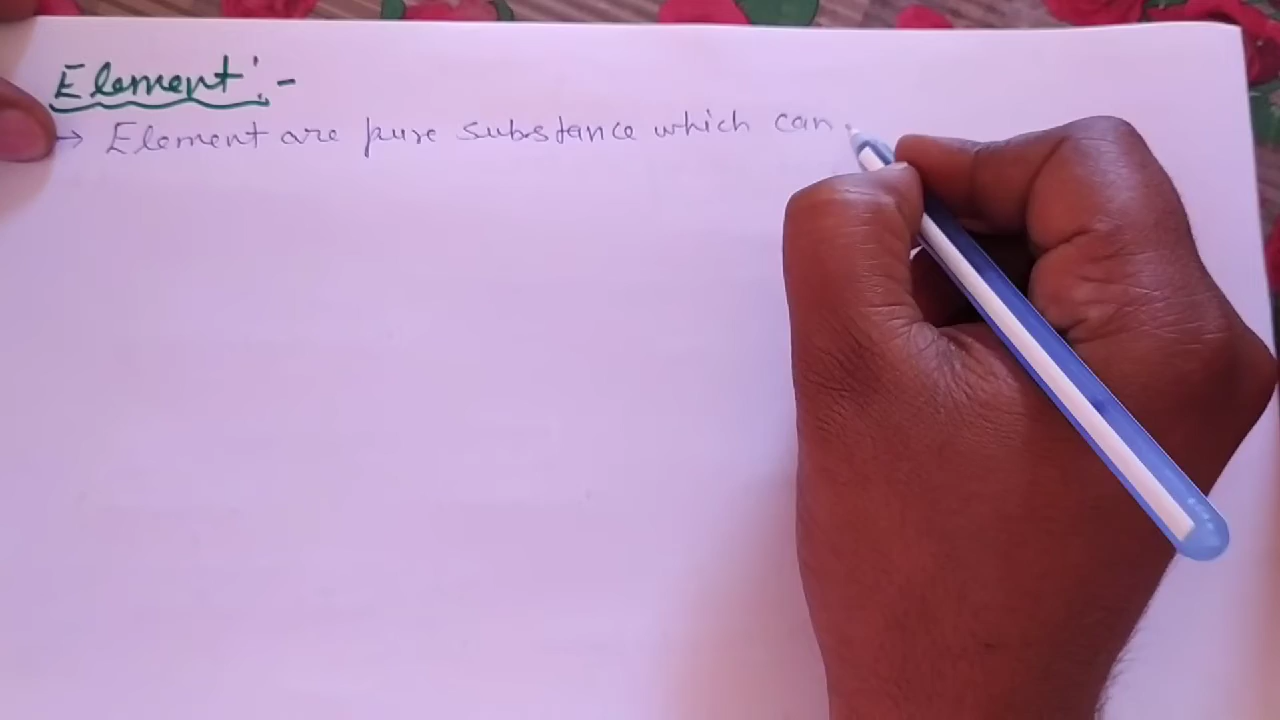 Element :-
→ Element are pure substance which can